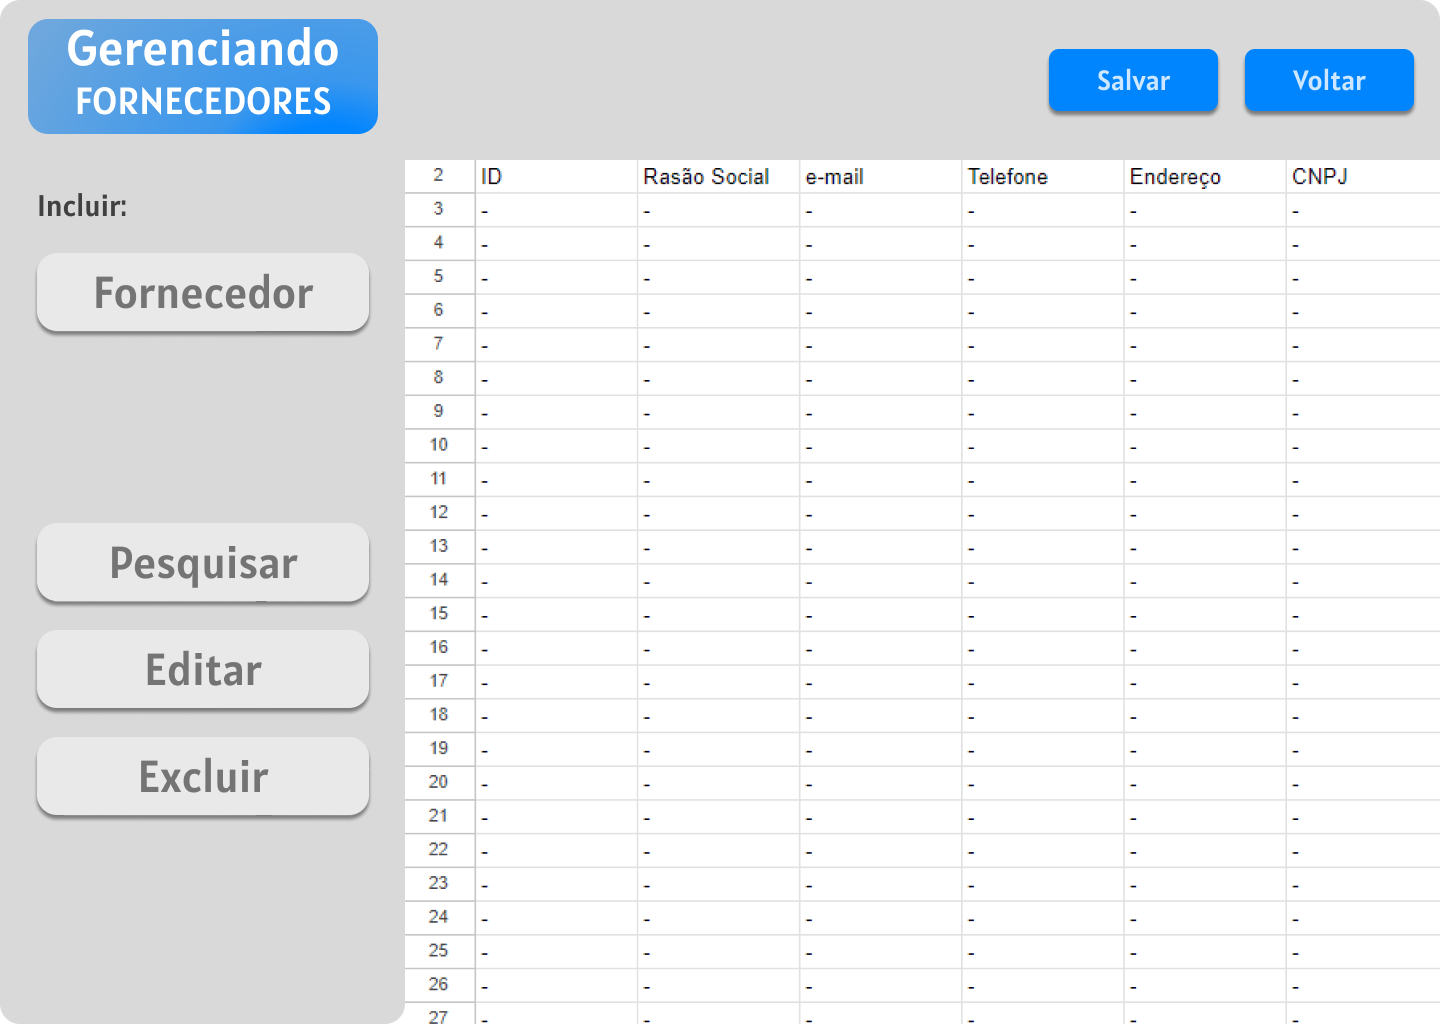 Gerenciando
FORNECEDORES
Salvar
Voltar
Incluir:
Fornecedor
Pesquisar
Editar
Excluir
2 ID Rasão Social e-mail Telefone Endereço CNPJ
3 - - - - - -
4 - - - - - -
5 - - - - - -
6 - - - - - -
7 - - - - - -
8 - - - - - -
9 - - - - - -
10 - - - - - -
11 - - - - - -
12 - - - - - -
13 - - - - - -
14 - - - - - -
15 - - - - - -
16 - - - - - -
17 - - - - - -
18 - - - - - -
19 - - - - - -
20 - - - - - -
21 - - - - - -
22 - - - - - -
23 - - - - - -
24 - - - - - -
25 - - - - - -
26 - - - - - -
27 - - - - - -